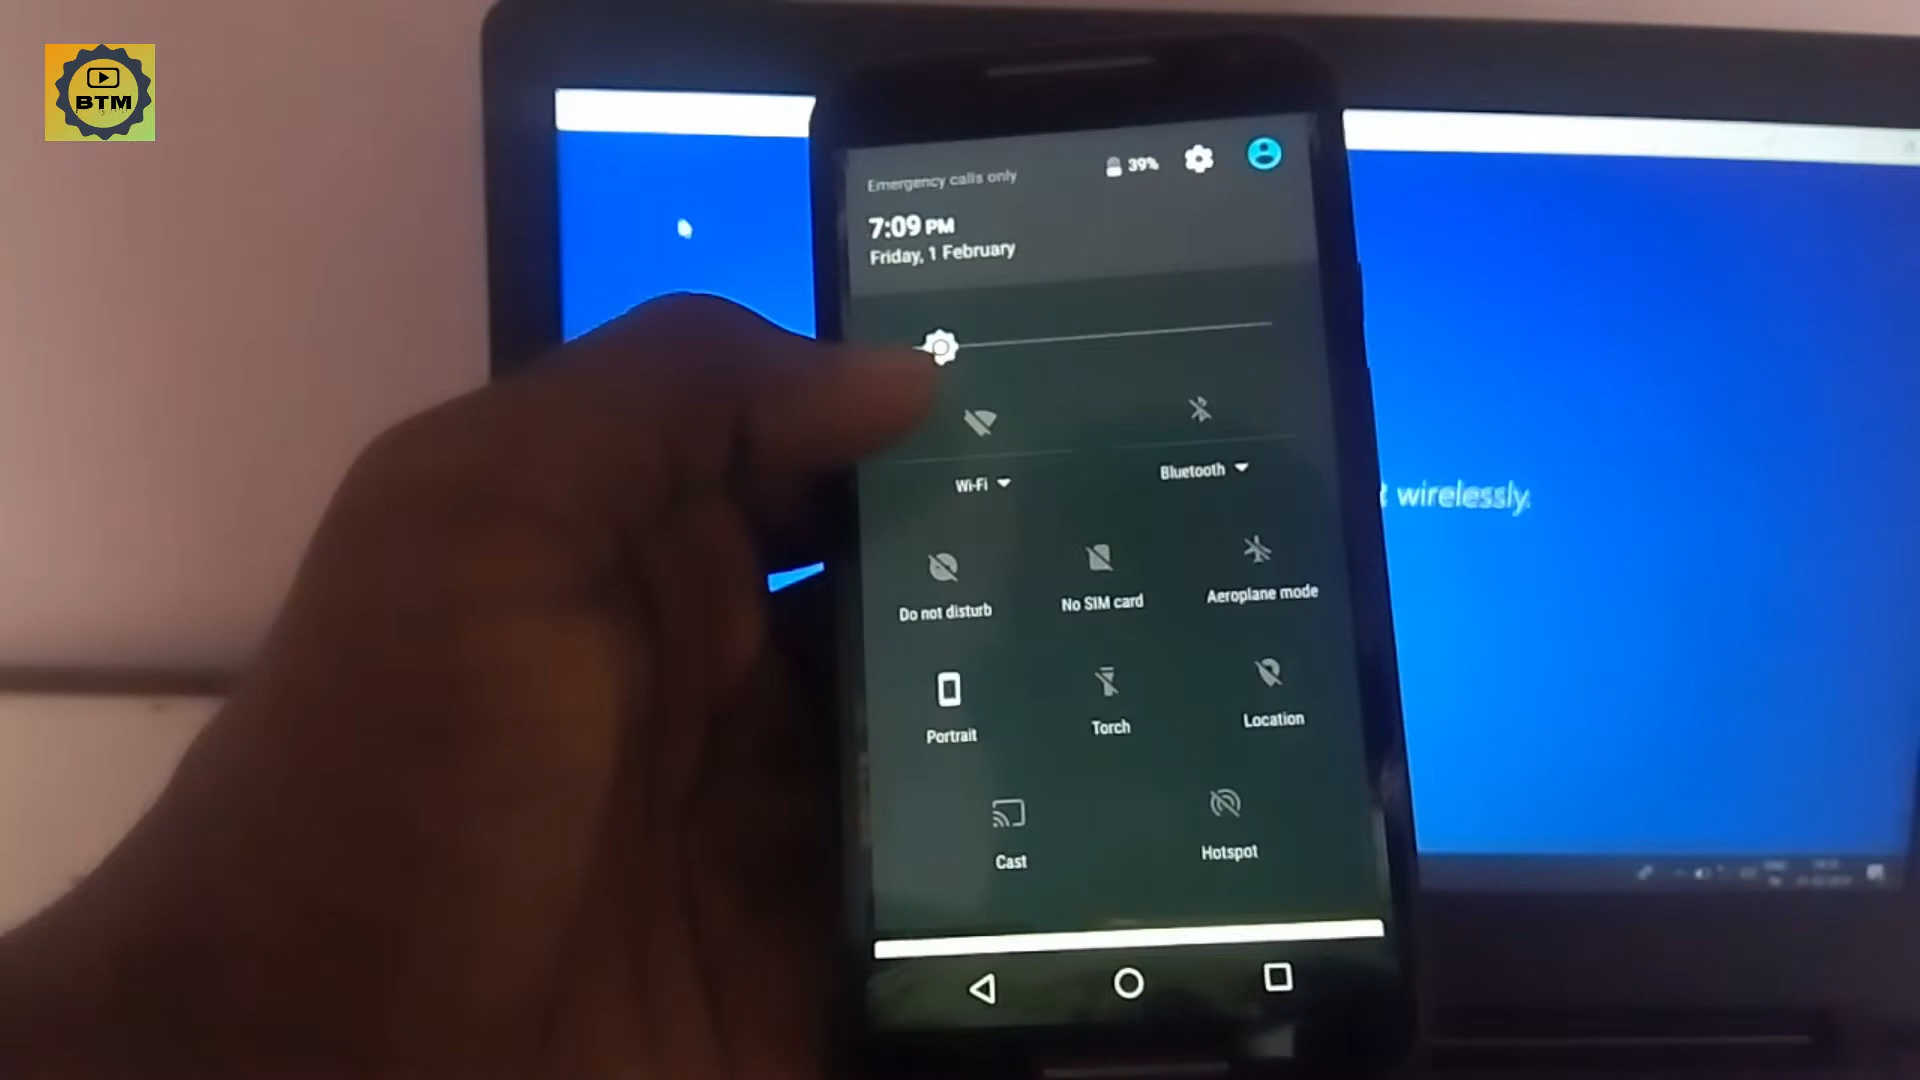 BTM
Emergency calls only
39%
7:09 PM
Friday, 1 February
Wi-Fi
Bluetooth
wirelessly.
Do not disturb
No SIM card
Aeroplane mode
Portrait
Torch
Location
Cast
Hotspot